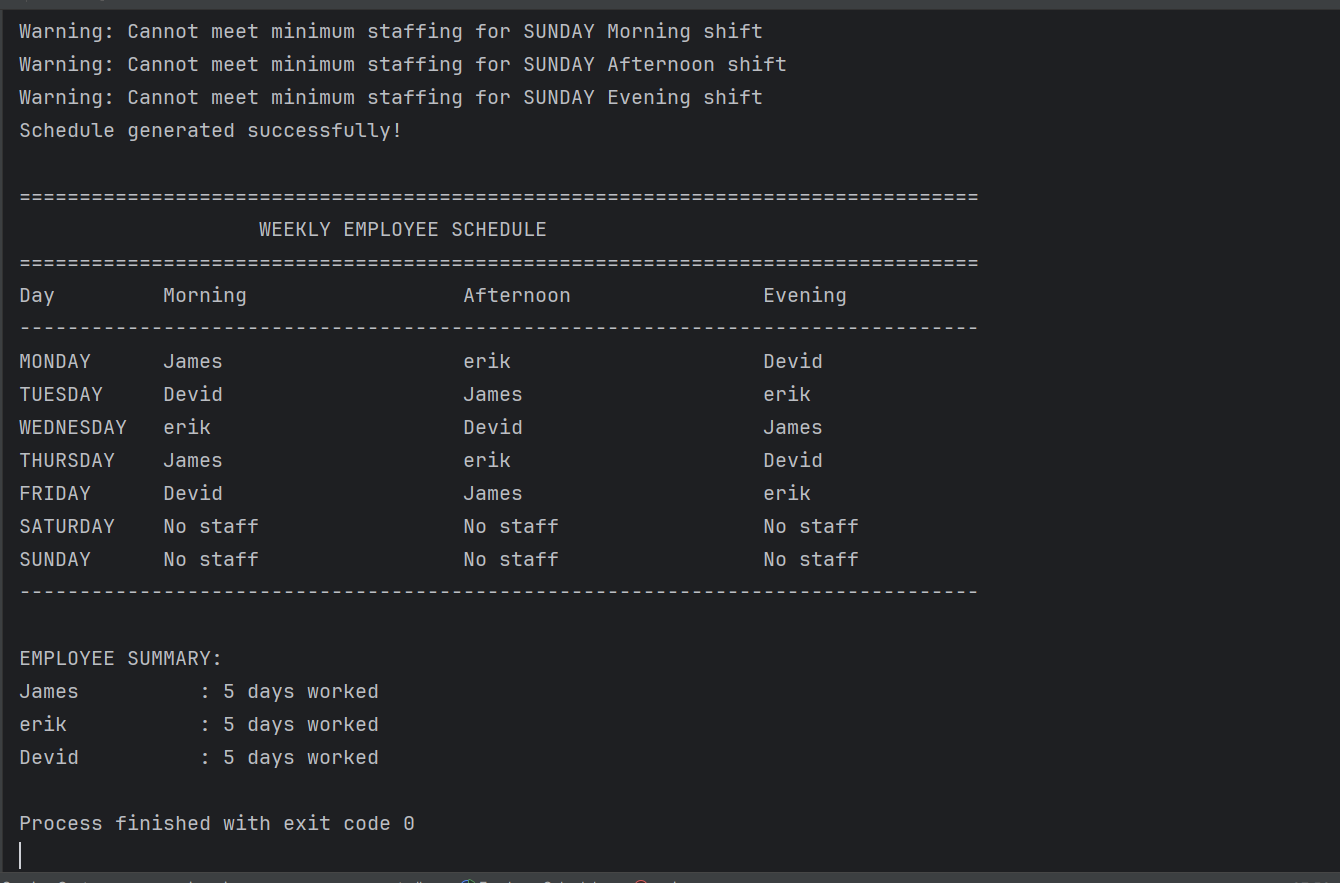 Warning: Cannot meet minimum staffing for SUNDAY Morning shift
Warning: Cannot meet minimum staffing for SUNDAY Afternoon shift
Warning: Cannot meet minimum staffing for SUNDAY Evening shift
Schedule generated successfully!
================================================================================
WEEKLY EMPLOYEE SCHEDULE
================================================================================
Day Morning Afternoon Evening
--------------------------------------------------------------------------------
MONDAY James erik Devid
TUESDAY Devid James erik
WEDNESDAY erik Devid James
THURSDAY James erik Devid
FRIDAY Devid James erik
SATURDAY No staff No staff No staff
SUNDAY No staff No staff No staff
--------------------------------------------------------------------------------
EMPLOYEE SUMMARY:
James : 5 days worked
erik : 5 days worked
Devid : 5 days worked
Process finished with exit code 0